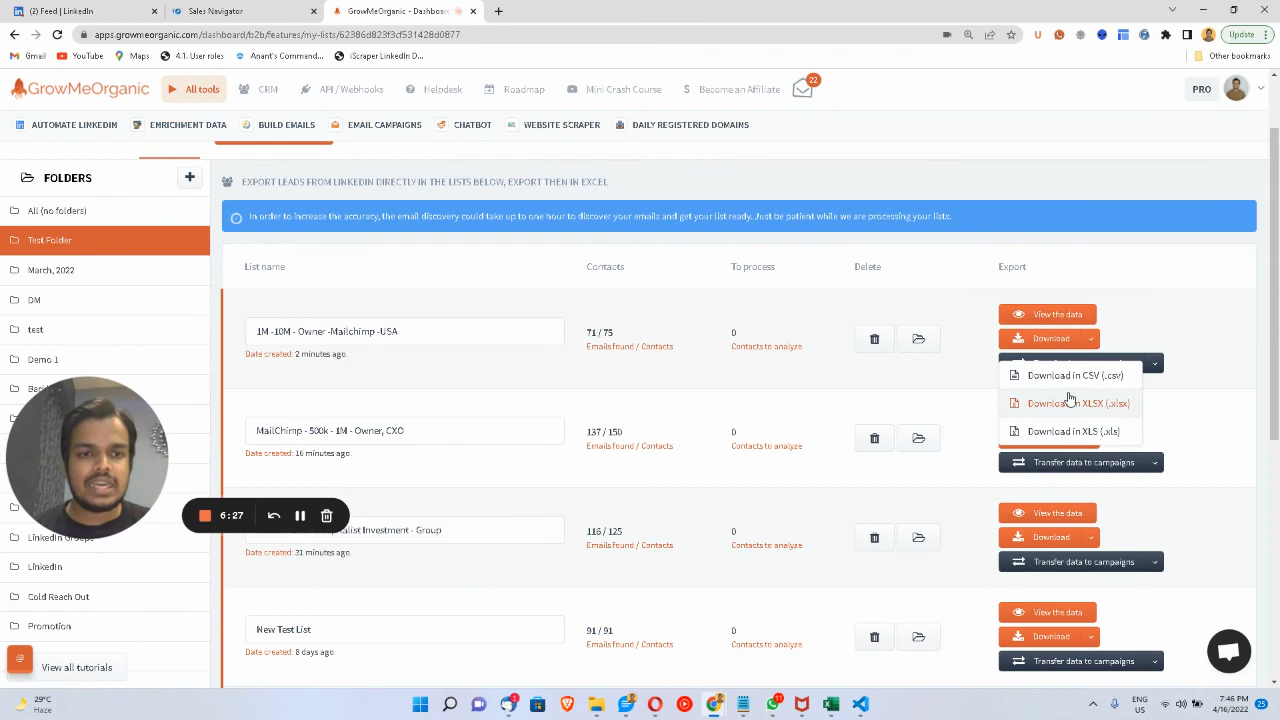 (2) Feed | LinkedIn
Sales Navigator
GrowMeOrganic - Dashboar
apps.growmeorganic.com/dashboard/b2b/features/my-lists/
Update
Gmail
YouTube
Maps
4.1. User roles
Anant's Command...
iScraper LinkedIn D...
Other bookmarks
GrowMeOrganic
All tools
CRM
API / Webhooks
Helpdesk
Roadmap
Mini Crash Course
$ Become an Affiliate
22
PRO
AUTOMATE LINKEDIN
ENRICHMENT DATA
BUILD EMAILS
EMAIL CAMPAIGNS
CHATBOT
WEBSITE SCRAPER
DAILY REGISTERED DOMAINS
FOLDERS
+
All (no folders)
Test Folder
March, 2022
DM
test
Demo 1
LinkedIn
Cold Reach Out
Promotion
@
View all tutorials
EXPORT LEADS FROM LINKEDIN DIRECTLY IN THE LISTS BELOW, EXPORT THEN IN EXCEL
In order to increase the accuracy, the email discovery could take up to one hour to discover your emails and get your list ready. Just be patient while we are processing your lists.
List name
Contacts
To process
Delete
Export
1M -10M - Owner -Mailchimp -USA
Date created: 2 minutes ago.
71 / 75
Emails found / Contacts
0
Contacts to analyze
View the data
Download
Download in CSV (.csv)
Download in XLSX (.xlsx)
Download in XLS (.xls)
MailChimp - 500k - 1M - Owner, CXO
Date created: 16 minutes ago.
137 / 150
Emails found / Contacts
0
Contacts to analyze
Transfer data to campaigns
6:27
Investment - Group
Date created: 31 minutes ago.
116 / 125
Emails found / Contacts
0
Contacts to analyze
View the data
Download
Transfer data to campaigns
New Test List
Date created: 8 days ago.
91 / 91
Emails found / Contacts
0
Contacts to analyze
View the data
Download
Transfer data to campaigns
29°C
Haze
ENG
US
7:46 PM
4/16/2022